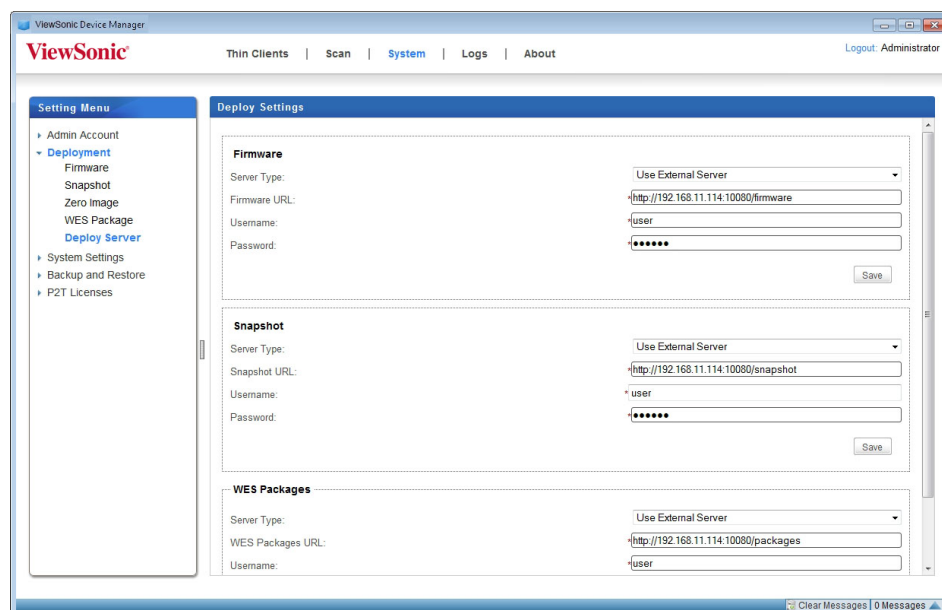 ViewSonic Device Manager
ViewSonic®
Thin Clients | Scan | System | Logs | About
Logout: Administrator
Setting Menu
Admin Account
Deployment
Firmware
Snapshot
Zero Image
WES Package
Deploy Server
System Settings
Backup and Restore
P2T Licenses
Deploy Settings
Firmware
Server Type: Use External Server
Firmware URL: *http://192.168.11.114:10080/firmware
Username: *user
Password: *●●●●●●
Save
Snapshot
Server Type: Use External Server
Snapshot URL: *http://192.168.11.114:10080/snapshot
Username: *user
Password: *●●●●●●
Save
WES Packages
Server Type: Use External Server
WES Packages URL: *http://192.168.11.114:10080/packages
Username: *user
Clear Messages | 0 Messages